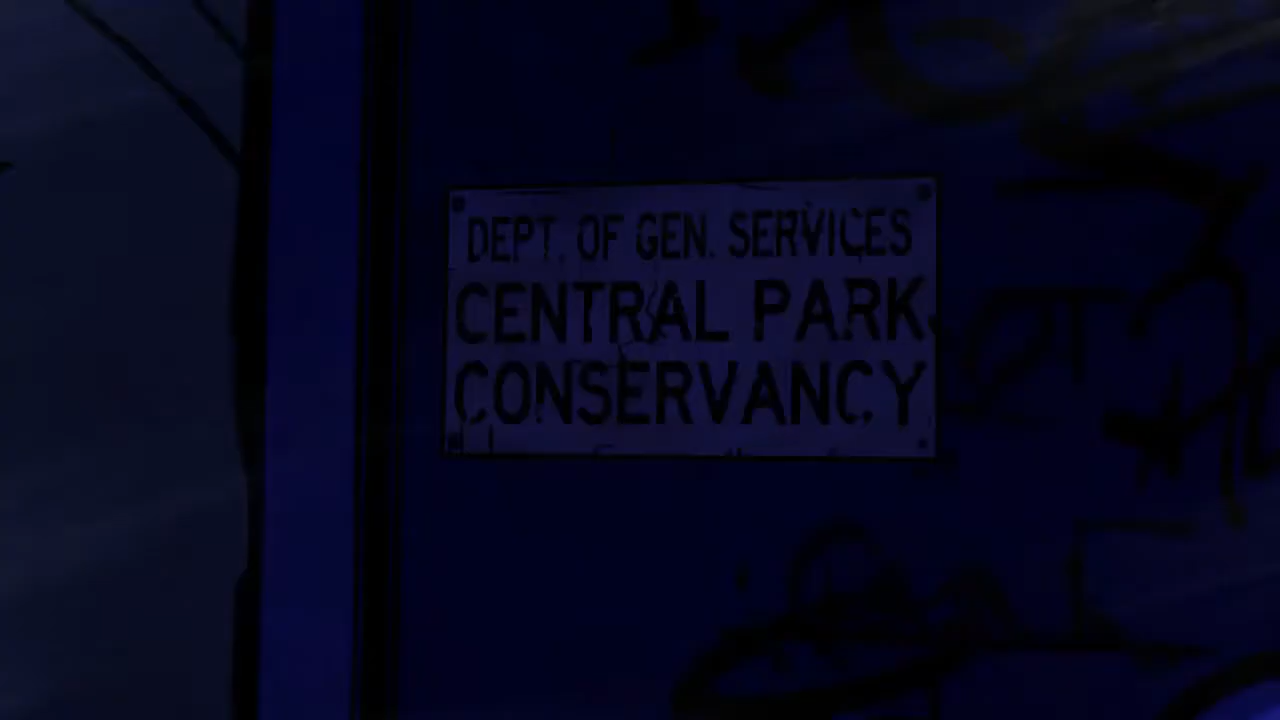 DEPT. OF GEN. SERVICES
CENTRAL PARK
CONSERVANCY